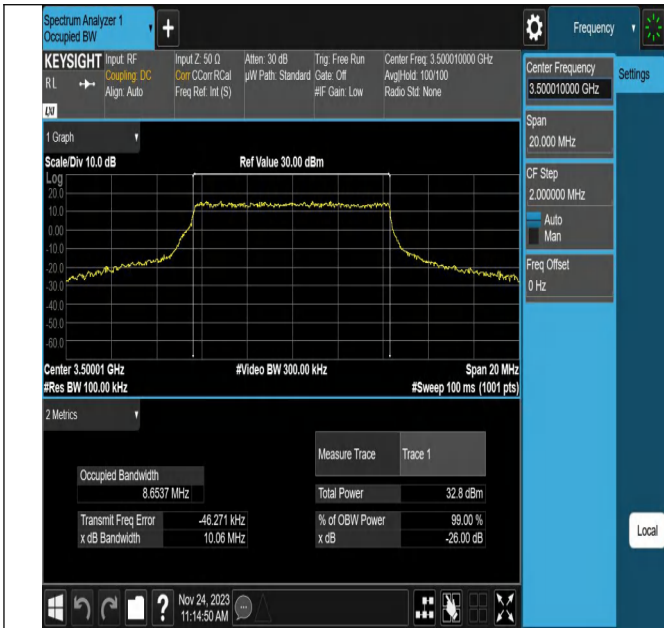 Spectrum Analyzer 1
Occupied BW
Frequency
KEYSIGHT
RL
LXI
Input: RF
Coupling: DC
Align: Auto
Input Z: 50 Ω
Corr CCorr RCal
Freq Ref: Int (S)
Atten: 30 dB
µW Path: Standard
Trig: Free Run
Gate: Off
#IF Gain: Low
Center Freq: 3.500010000 GHz
Avg|Hold: 100/100
Radio Std: None
Center Frequency
3.500010000 GHz
Settings
Span
20.000 MHz
CF Step
2.000000 MHz
Auto
Man
Freq Offset
0 Hz
Local
1 Graph
Scale/Div 10.0 dB
Ref Value 30.00 dBm
Log
20.0
10.0
0.00
-10.0
-20.0
-30.0
-40.0
-50.0
-60.0
Center 3.50001 GHz
#Video BW 300.00 kHz
Span 20 MHz
#Res BW 100.00 kHz
#Sweep 100 ms (1001 pts)
2 Metrics
Occupied Bandwidth
8.6537 MHz
Transmit Freq Error -46.271 kHz
x dB Bandwidth 10.06 MHz
Measure Trace Trace 1
Total Power 32.8 dBm
% of OBW Power 99.00 %
x dB -26.00 dB
Nov 24, 2023
11:14:50 AM